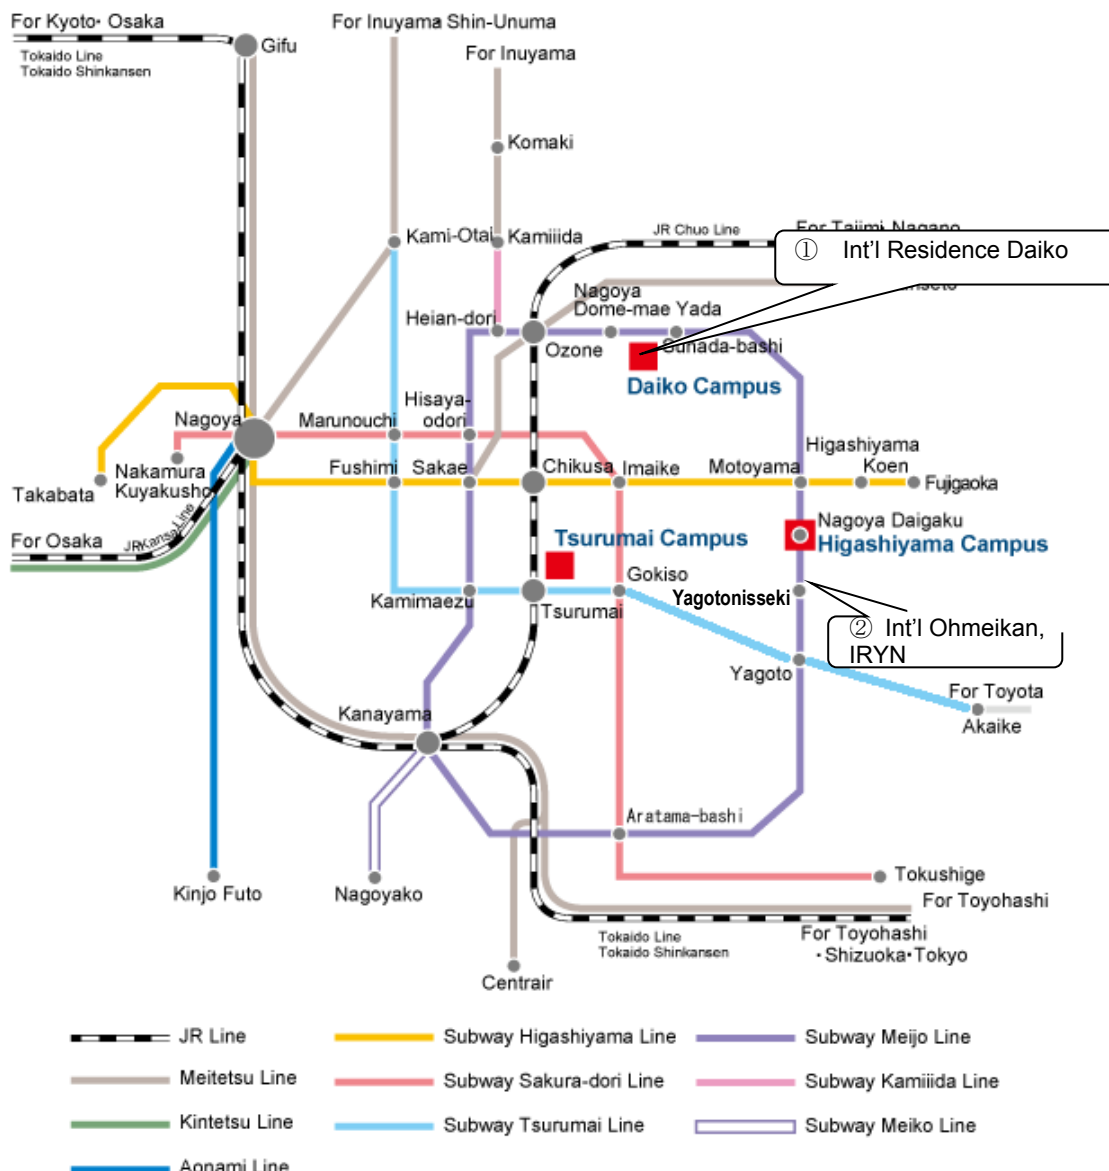 For Kyoto･ Osaka
Tokaido Line
Tokaido Shinkansen
Gifu
For Inuyama Shin-Unuma
For Inuyama
Komaki
Kami-Otai
Kamiiida
JR Chuo Line
For Tajimi Nagano
① Int'l Residence Daiko
Nagoya
Dome-mae Yada
Heian-dori
Ozone
Sunada-bashi
Daiko Campus
Hisaya-
odori
Nagoya
Marunouchi
Higashiyama
Koen
Nakamura
Kuyakusho
Takabata
Fushimi
Sakae
Chikusa
Imaike
Motoyama
Fujigaoka
For Osaka
JR Kansai Line
Tsurumai Campus
Nagoya Daigaku
Higashiyama Campus
Gokiso
Kamimaezu
Tsurumai
Yagotonisseki
② Int'l Ohmeikan,
IRYN
Yagoto
For Toyota
Akaike
Kanayama
Aratama-bashi
Kinjo Futo
Nagoyako
Tokushige
For Toyohashi
Tokaido Line
Tokaido Shinkansen
For Toyohashi
･Shizuoka･Tokyo
Centrair
JR Line
Subway Higashiyama Line
Subway Meijo Line
Meitetsu Line
Subway Sakura-dori Line
Subway Kamiiida Line
Kintetsu Line
Subway Tsurumai Line
Subway Meiko Line
Aonami Line